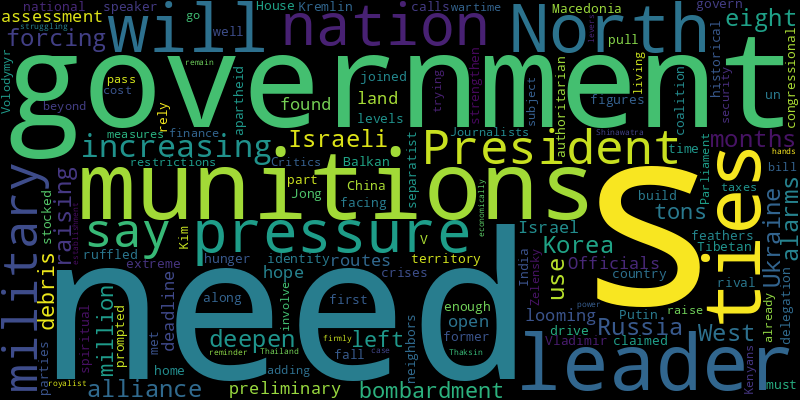 national speaker go House Kremlin calls wartime Macedonia govern
assessment will nation North eight
forcing well pull
Volodymyr struggling levers
government
remain
beyond pass cost apartheid found joined land levels trying strengthen subject figures living coalition historical security un congressional
rely authoritarian
measures finance Journalists Shinawatra time Parliament hands
increasing restrictions Israeli President months
Critics Balkan separatist taxes bill
munitions part China Jong facing S ties
military raising stocked spiritual establishment
say pressure V economically Israel build tons Ukraine alarms
Kim Korea feathers Tibetan
ruffled identity routes territory India Zelensky Officials
debris extreme hunger hope crises use country rival delegation
need
million prompted deadline along involve first enough open looming Putin raise already
deepen left neighbors former drive Russia West power
met firmly Vladimir claimed
parties home reminder Thailand fall case Thaksin leader Kenyans must
royalist alliance adding preliminary bombardment